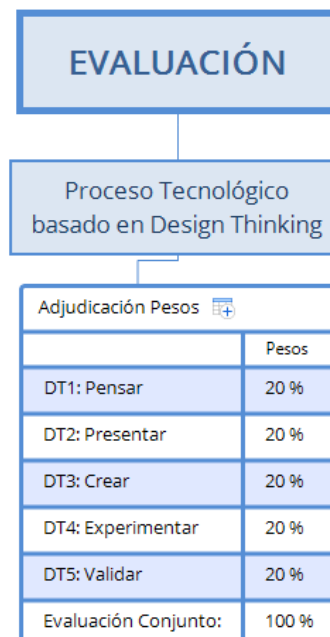 EVALUACIÓN
Proceso Tecnológico
basado en Design Thinking
Adjudicación Pesos
Pesos
DT1: Pensar 20 %
DT2: Presentar 20 %
DT3: Crear 20 %
DT4: Experimentar 20 %
DT5: Validar 20 %
Evaluación Conjunto: 100 %